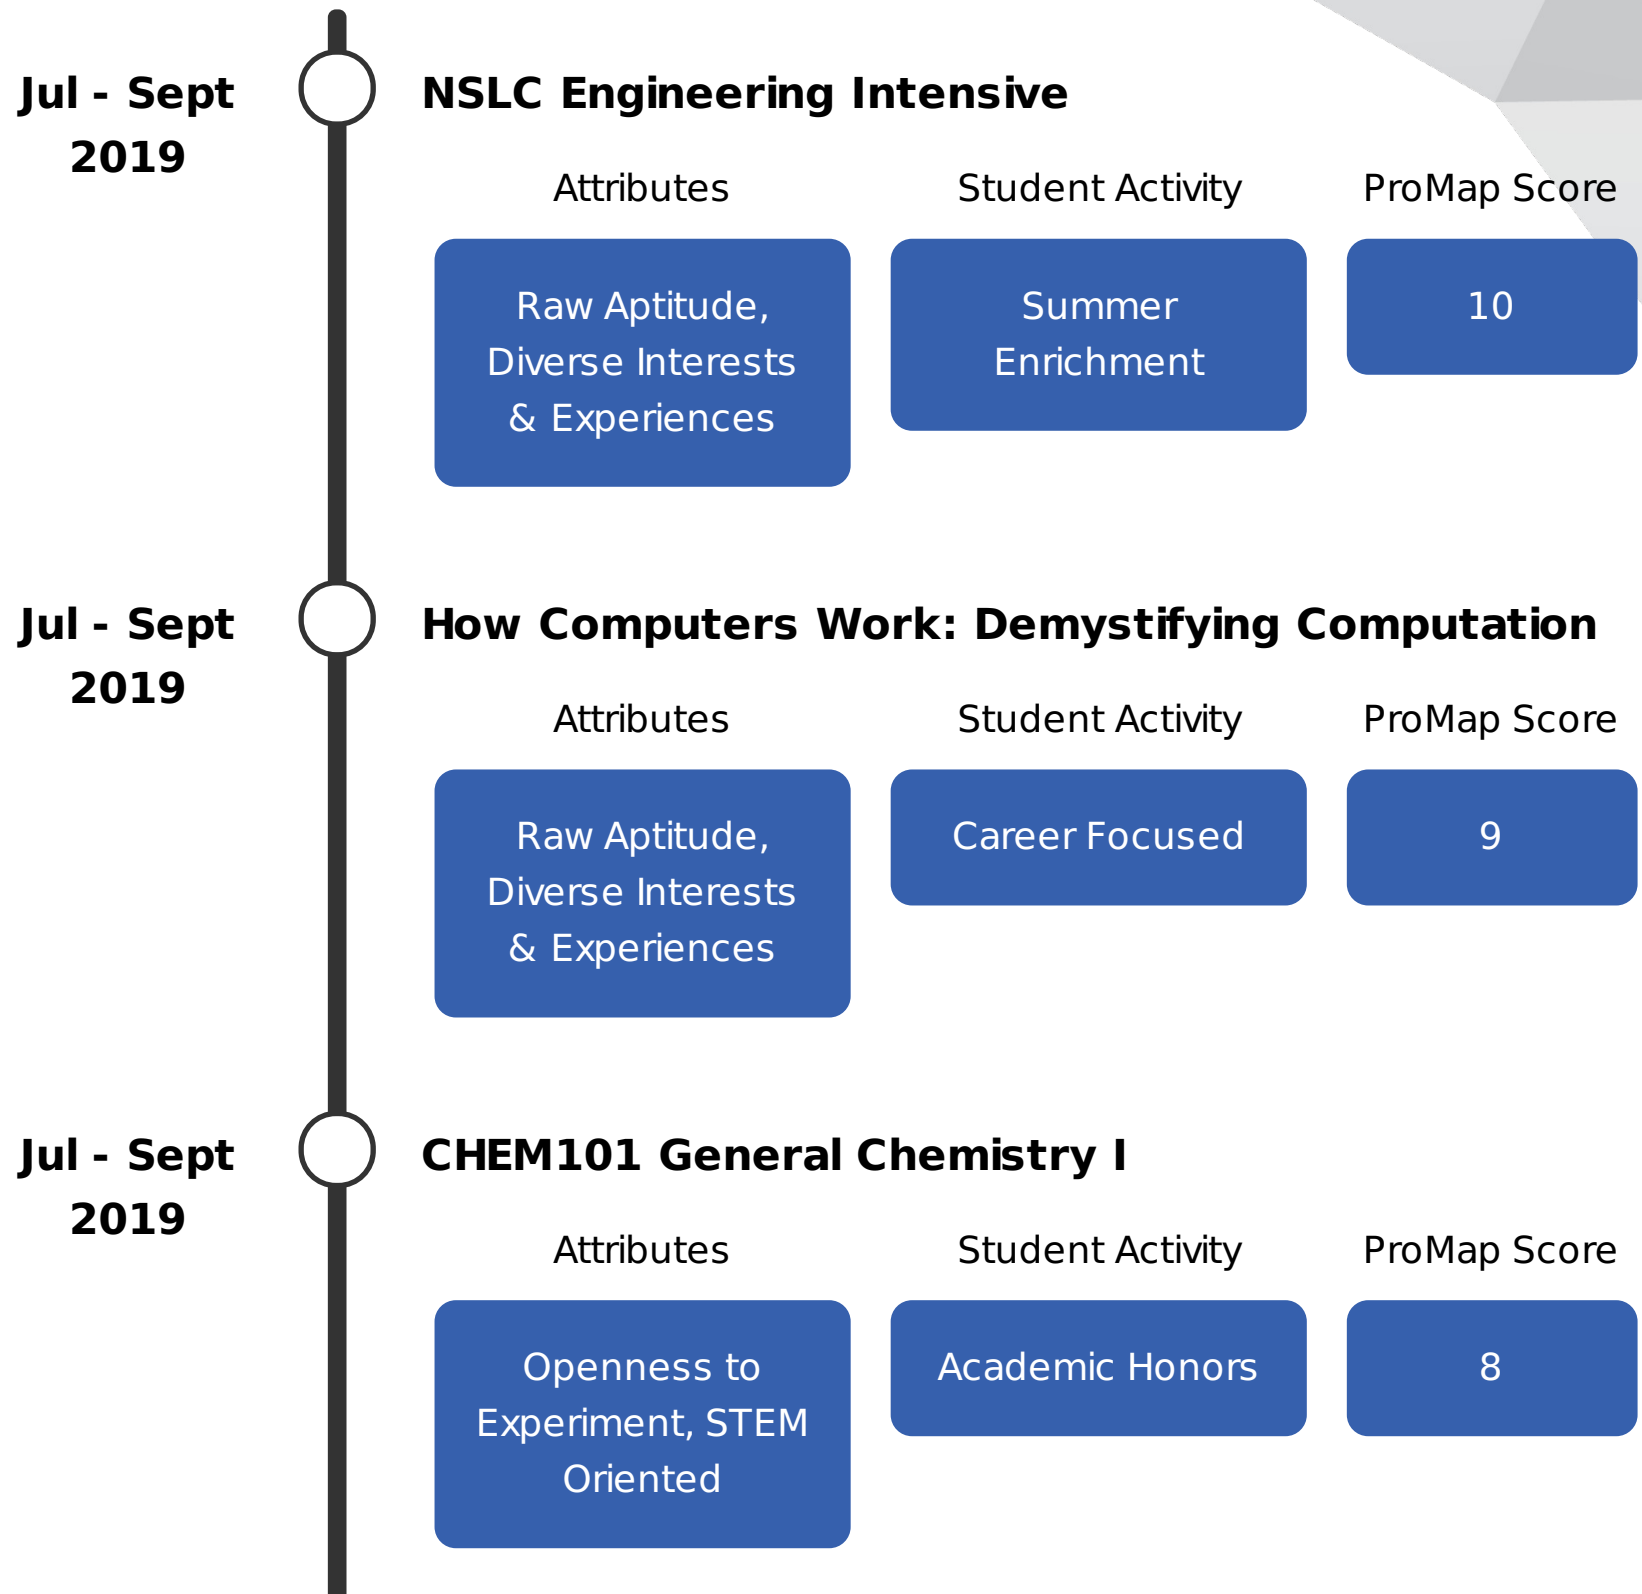 Jul - Sept
2019
NSLC Engineering Intensive
Attributes
Student Activity
ProMap Score
Raw Aptitude,
Diverse Interests
& Experiences
Summer
Enrichment
10
Jul - Sept
2019
How Computers Work: Demystifying Computation
Attributes
Student Activity
ProMap Score
Raw Aptitude,
Diverse Interests
& Experiences
Career Focused
9
Jul - Sept
2019
CHEM101 General Chemistry I
Attributes
Student Activity
ProMap Score
Openness to
Experiment, STEM
Oriented
Academic Honors
8